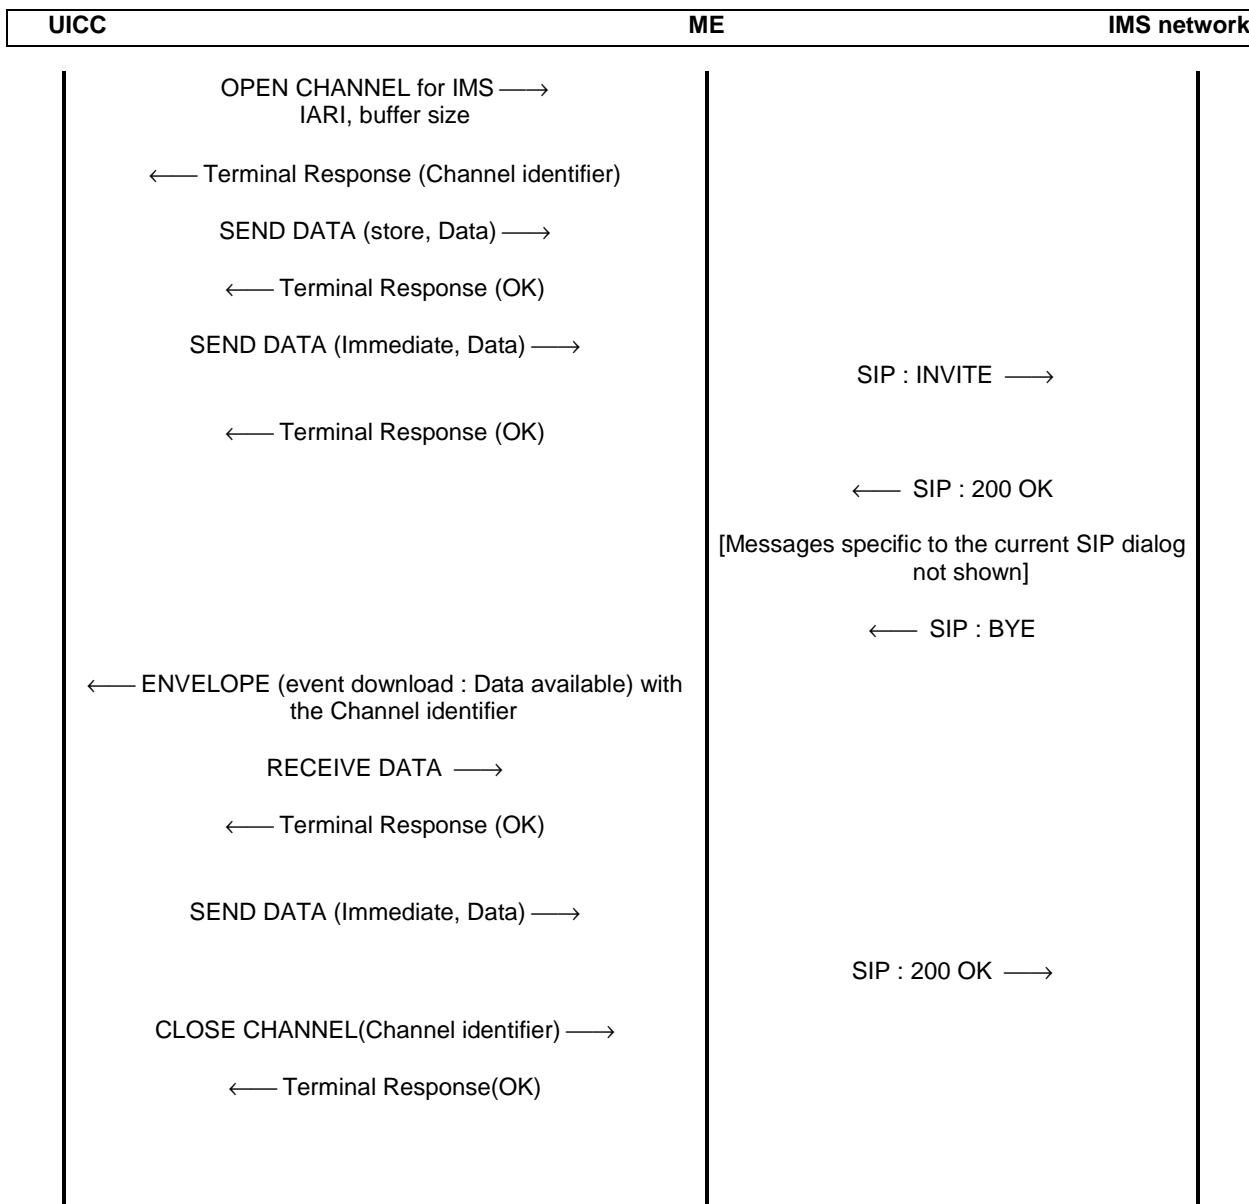 UICC ME IMS network
OPEN CHANNEL for IMS ⟶
IARI, buffer size
⟵ Terminal Response (Channel identifier)
SEND DATA (store, Data) ⟶
⟵ Terminal Response (OK)
SEND DATA (Immediate, Data) ⟶
SIP : INVITE ⟶
⟵ Terminal Response (OK)
⟵ SIP : 200 OK
[Messages specific to the current SIP dialog
not shown]
⟵ SIP : BYE
⟵ ENVELOPE (event download : Data available) with
the Channel identifier
RECEIVE DATA ⟶
⟵ Terminal Response (OK)
SEND DATA (Immediate, Data) ⟶
SIP : 200 OK ⟶
CLOSE CHANNEL(Channel identifier) ⟶
⟵ Terminal Response(OK)